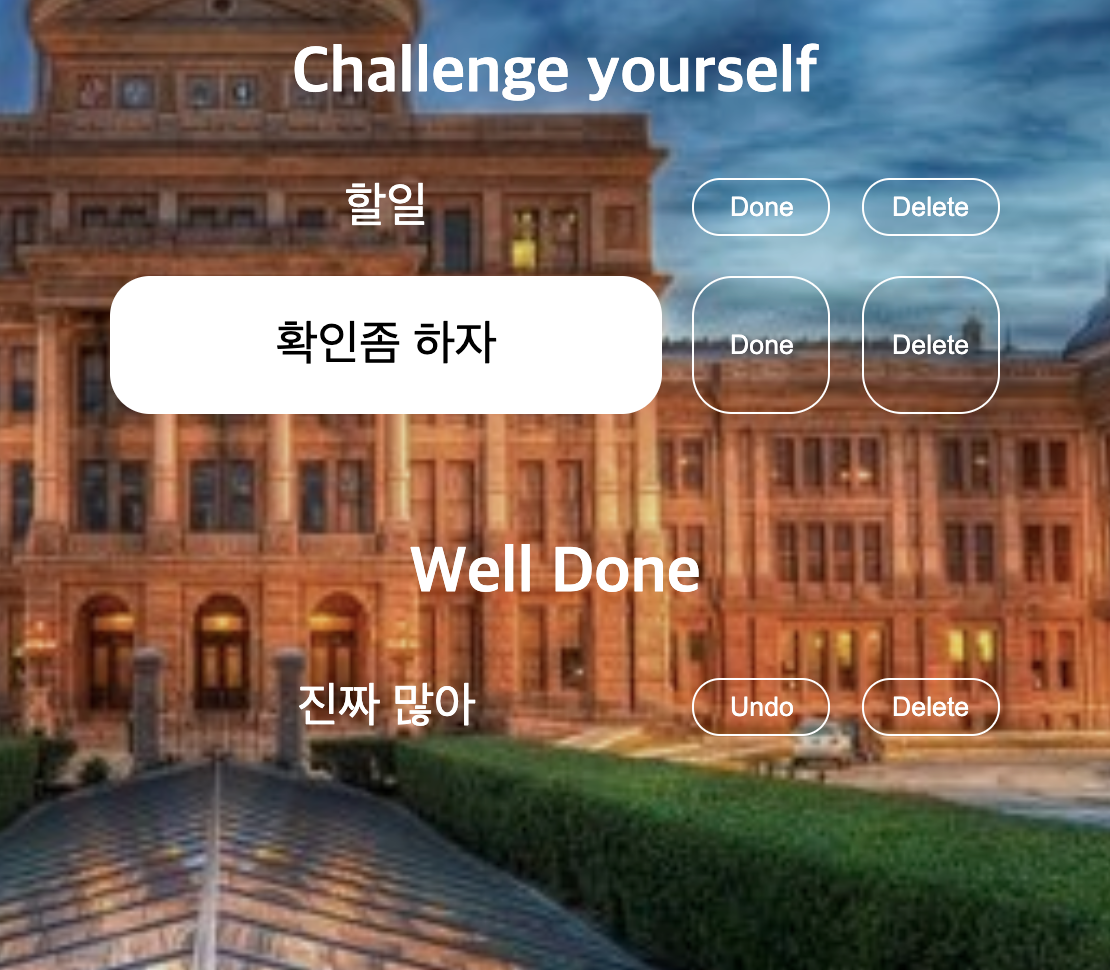 Challenge yourself
할일 Done Delete
확인좀 하자 Done Delete
Well Done
진짜 많아 Undo Delete